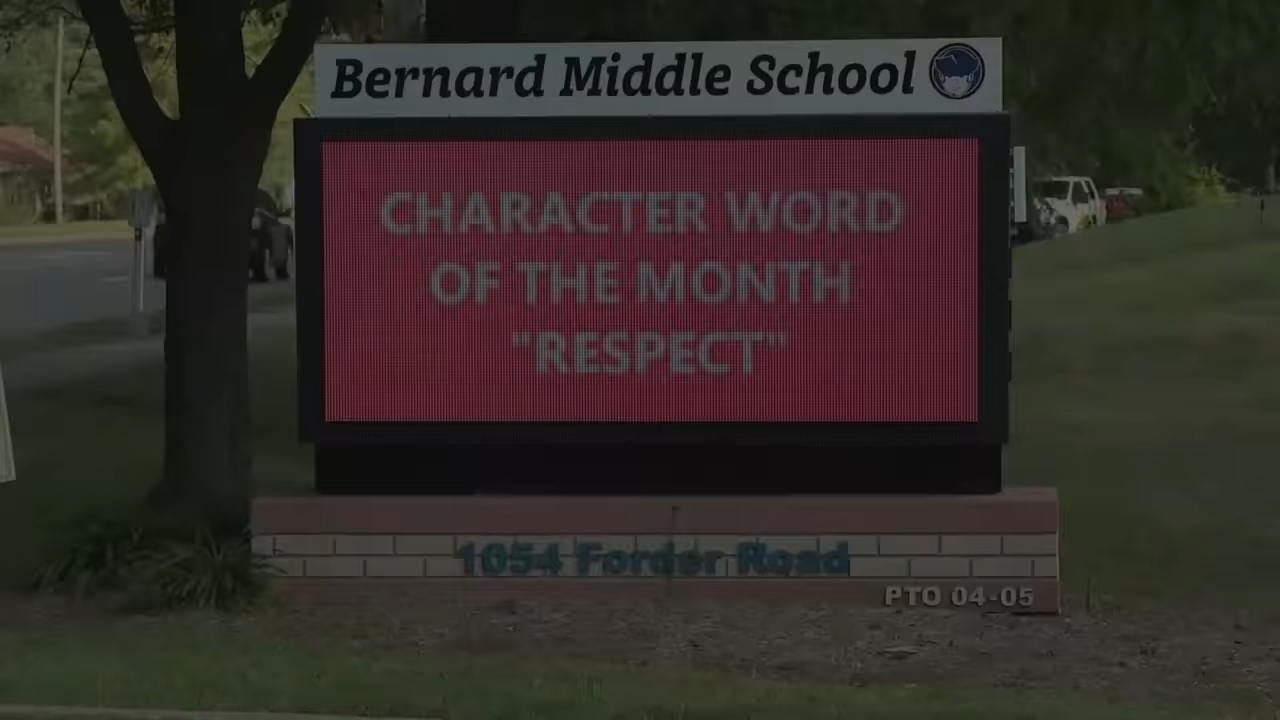 Bernard Middle School
CHARACTER WORD
OF THE MONTH
"RESPECT"
1054 Forder Road
PTO 04-05